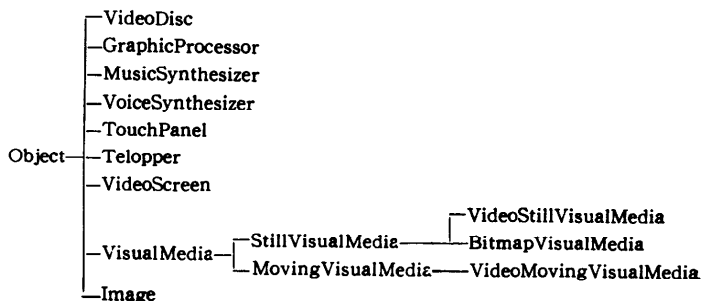 VideoDisc
GraphicProcessor
MusicSynthesizer
VoiceSynthesizer
TouchPanel
Object
Telopper
VideoScreen
VideoStillVisualMedia
StillVisualMedia
BitmapVisualMedia
VisualMedia
MovingVisualMedia
VideoMovingVisualMedia
Image